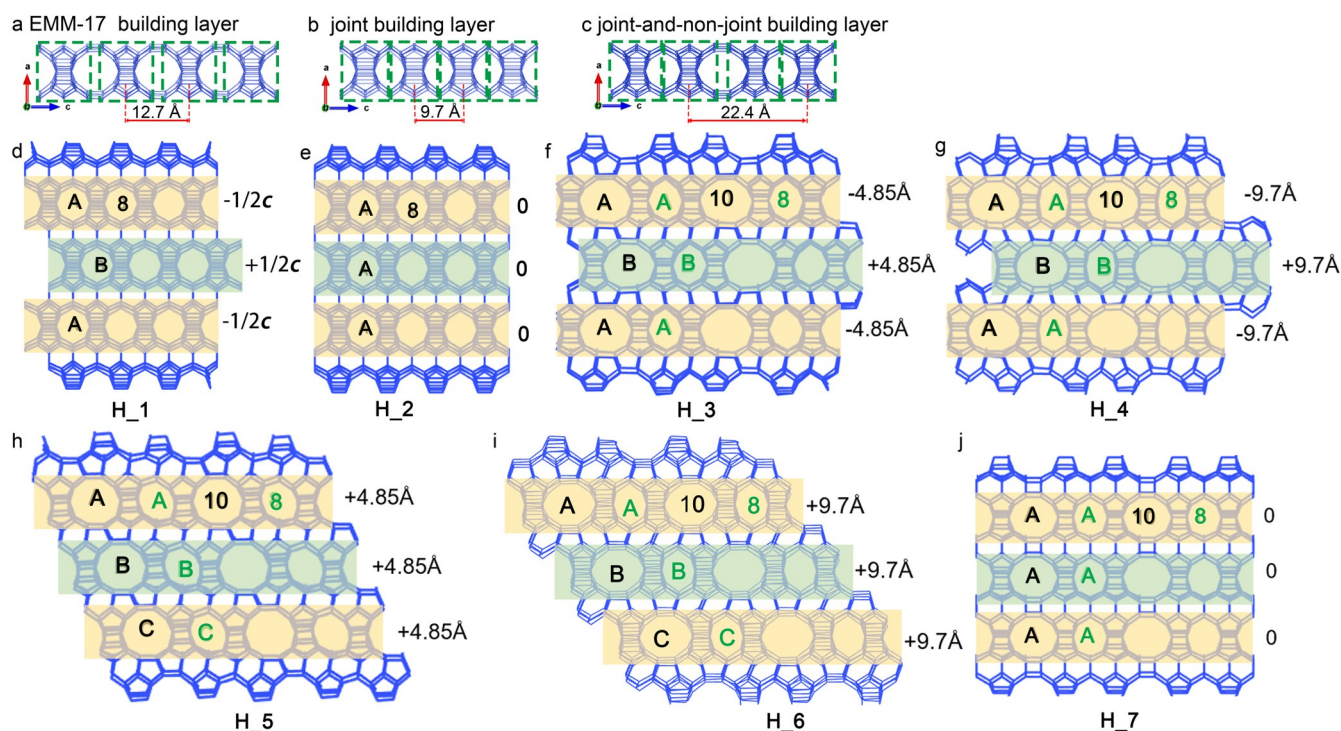 a EMM-17 building layer
b joint building layer
c joint-and-non-joint building layer
a
c
12.7 Å
a
c
9.7 Å
a
c
22.4 Å
d
A 8
-1/2c
B
+1/2c
A
-1/2c
H_1
e
A 8
0
A
0
A
0
H_2
f
A A 10 8
-4.85Å
B B
+4.85Å
A A
-4.85Å
H_3
g
A A 10 8
-9.7Å
B B
+9.7Å
A A
-9.7Å
H_4
h
A A 10 8
+4.85Å
B B
+4.85Å
C C
+4.85Å
H_5
i
A A 10 8
+9.7Å
B B
+9.7Å
C C
+9.7Å
H_6
j
A A 10 8
0
A A
0
A A
0
H_7